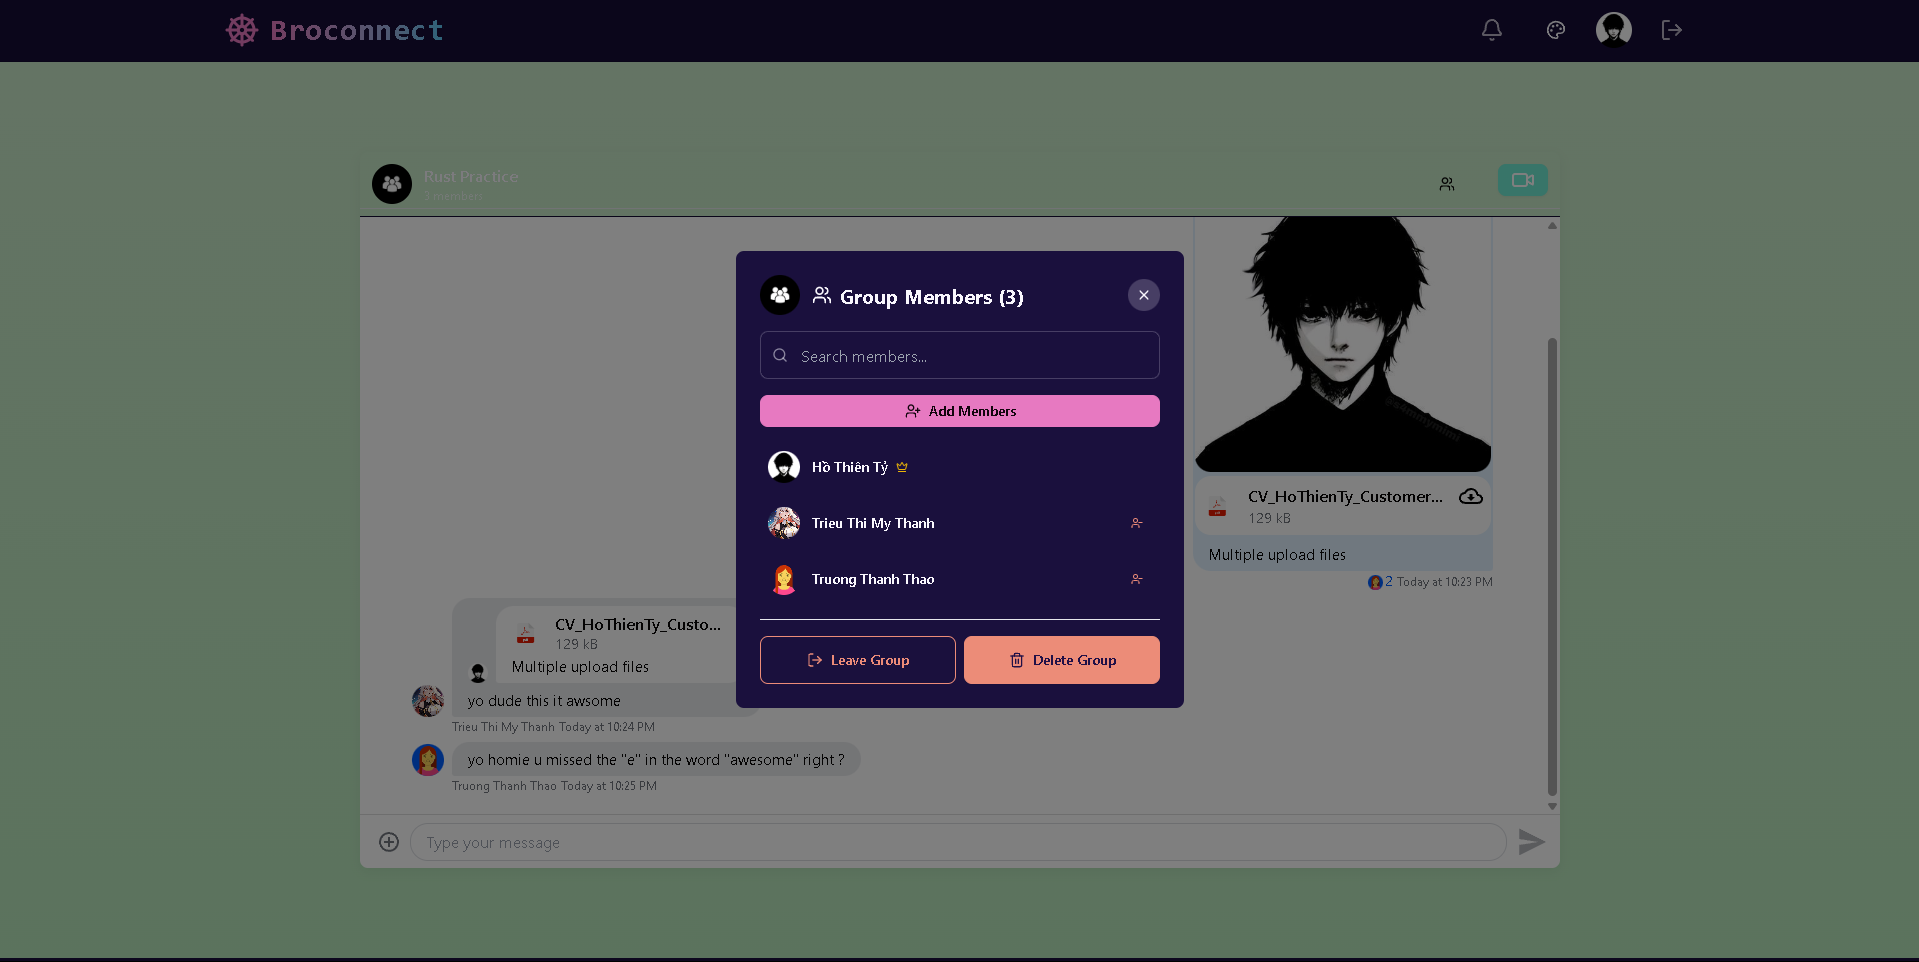 Broconnect
Rust Practice
3 members
Group Members (3)
Search members...
Add Members
Hồ Thiên Tỷ
Trieu Thi My Thanh
Truong Thanh Thao
Leave Group
Delete Group
CV_HoThienTy_Customer...
129 kB
Multiple upload files
2 Today at 10:23 PM
CV_HoThienTy_Custo...
129 kB
Multiple upload files
yo dude this it awsome
Trieu Thi My Thanh Today at 10:24 PM
yo homie u missed the "e" in the word "awesome" right ?
Truong Thanh Thao Today at 10:25 PM
Type your message